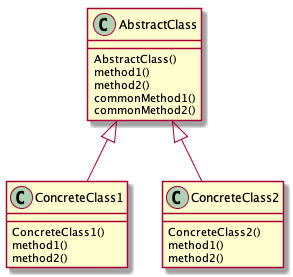 C AbstractClass
AbstractClass()
method1()
method2()
commonMethod1()
commonMethod2()
C ConcreteClass1
ConcreteClass1()
method1()
method2()
C ConcreteClass2
ConcreteClass2()
method1()
method2()